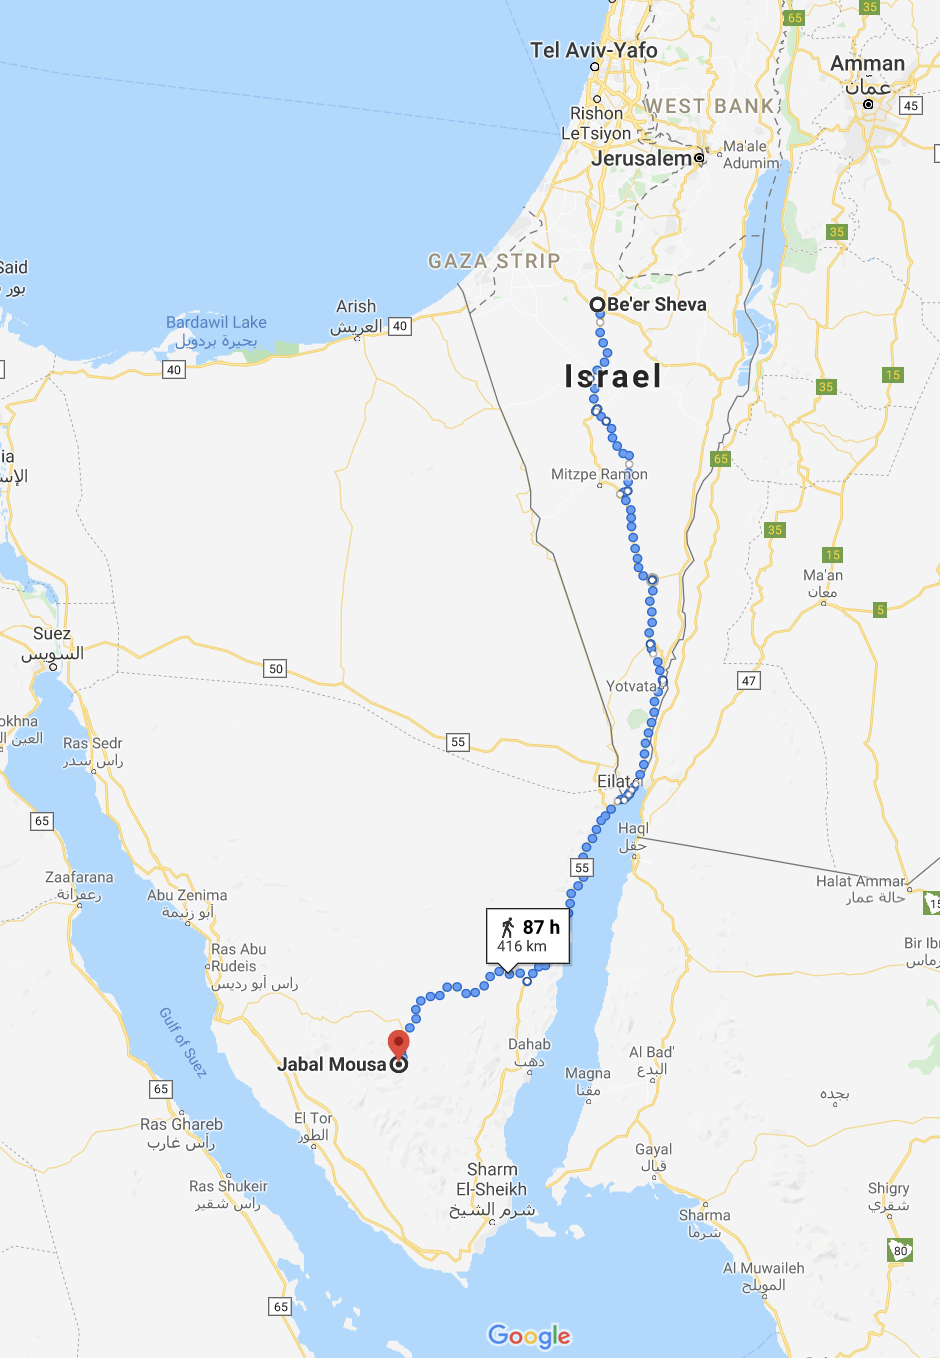 65
35
Tel Aviv-Yafo
Amman
عمّان
45
Rishon
LeTsiyon
WEST BANK
Jerusalem
Ma'ale
Adumim
35
GAZA STRIP
Said
Be'er Sheva
Arish
العريش
40
Bardawil Lake
بحيرة بردويل
40
Israel
15
35
65
Mitzpe Ramon
35
15
Ma'an
معان
5
Suez
السويس
50
Yotvata
47
okhna
العين
Ras Sedr
راس سدر
55
Eilat
65
Haql
حقل
55
Zaafarana
زعفرانة
Abu Zenima
أبو زنيمة
Halat Ammar
حالة عمار
15
87 h
416 km
Ras Abu
Rudeis
راس أبو رديس
Bir Ibn
Gulf of Suez
Jabal Mousa
Dahab
دهب
Al Bad'
البدع
Magna
مقنا
65
بجده
Ras Ghareb
رأس غارب
El Tor
الطور
Gayal
قيال
Sharm
El-Sheikh
شرم الشيخ
Ras Shukeir
راس شقير
Shigry
شقري
Sharma
شرما
80
Al Muwaileh
المويلح
65
Google